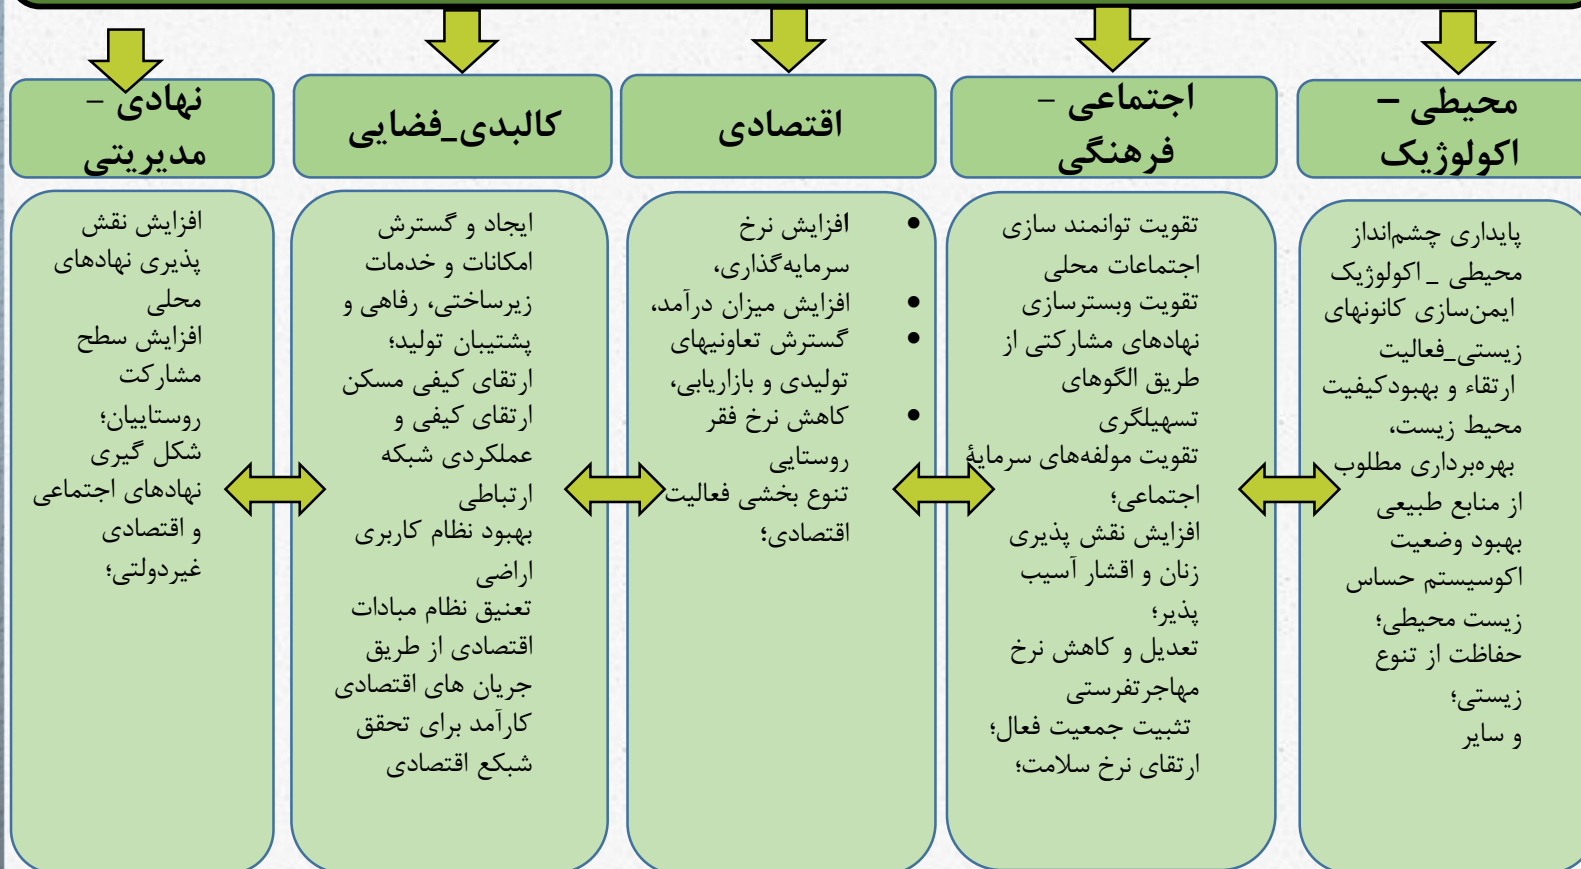 محیطی –
اکولوژیک
پایداری چشم‌انداز
محیطی _ اکولوژیک
ایمن‌سازی کانونهای
زیستی_فعالیت
ارتقاء و بهبودکیفیت
محیط زیست،
بهره‌برداری مطلوب
از منابع طبیعی
بهبود وضعیت
اکوسیستم حساس
زیست محیطی؛
حفاظت از تنوع
زیستی؛
و سایر
اجتماعی –
فرهنگی
تقویت توانمند سازی
اجتماعات محلی
تقویت وبسترسازی
نهادهای مشارکتی از
طریق الگوهای
تسهیلگری
تقویت مولفه‌های سرمایۀ
اجتماعی؛
افزایش نقش پذیری
زنان و اقشار آسیب
پذیر؛
تعدیل و کاهش نرخ
مهاجرتفرستی
تثبیت جمعیت فعال؛
ارتقای نرخ سلامت؛
اقتصادی
• افزایش نرخ
سرمایه‌گذاری،
• افزایش میزان درآمد،
• گسترش تعاونیهای
تولیدی و بازاریابی،
• کاهش نرخ فقر
روستایی
تنوع بخشی فعالیت
اقتصادی؛
کالبدی_فضایی
ایجاد و گسترش
امکانات و خدمات
زیرساختی، رفاهی و
پشتیبان تولید؛
ارتقای کیفی مسکن
ارتقای کیفی و
عملکردی شبکه
ارتباطی
بهبود نظام کاربری
اراضی
تعنیق نظام مبادات
اقتصادی از طریق
جریان های اقتصادی
کارآمد برای تحقق
شبکع اقتصادی
نهادی –
مدیریتی
افزایش نقش
پذیری نهادهای
محلی
افزایش سطح
مشارکت
روستاییان؛
شکل گیری
نهادهای اجتماعی
و اقتصادی
غیردولتی؛